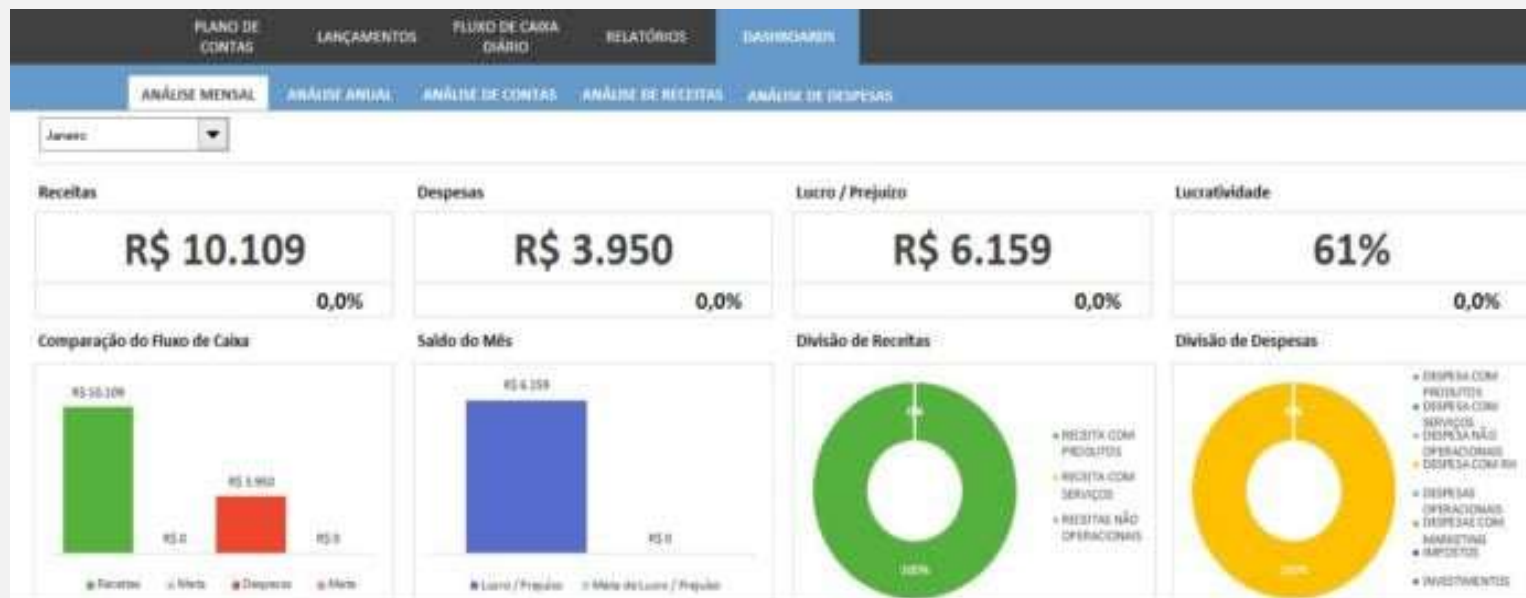 PLANO DE
CONTAS
LANÇAMENTOS
FLUXO DE CAIXA
DIÁRIO
RELATÓRIOS
DASHBOARDS
ANÁLISE MENSAL
ANÁLISE ANUAL
ANÁLISE DE CONTAS
ANÁLISE DE RECEITAS
ANÁLISE DE DESPESAS
Janeiro
Receitas
R$ 10.109
0,0%
Despesas
R$ 3.950
0,0%
Lucro / Prejuízo
R$ 6.159
0,0%
Lucratividade
61%
0,0%
Comparação do Fluxo de Caixa
R$ 10.109
R$ 0
R$ 3.950
R$ 0
Receitas
Meta
Despesas
Meta
Saldo do Mês
R$ 6.159
R$ 0
Lucro / Prejuízo
Meta de Lucro / Prejuízo
Divisão de Receitas
0%
100%
RECEITA COM
PRODUTOS
RECEITA COM
SERVIÇOS
RECEITAS NÃO
OPERACIONAIS
Divisão de Despesas
0%
100%
DESPESA COM
PRODUTOS
DESPESA COM
SERVIÇOS
DESPESA NÃO
OPERACIONAIS
DESPESA COM RH
DESPESAS
OPERACIONAIS
DESPESAS COM
MARKETING
IMPOSTOS
INVESTIMENTOS